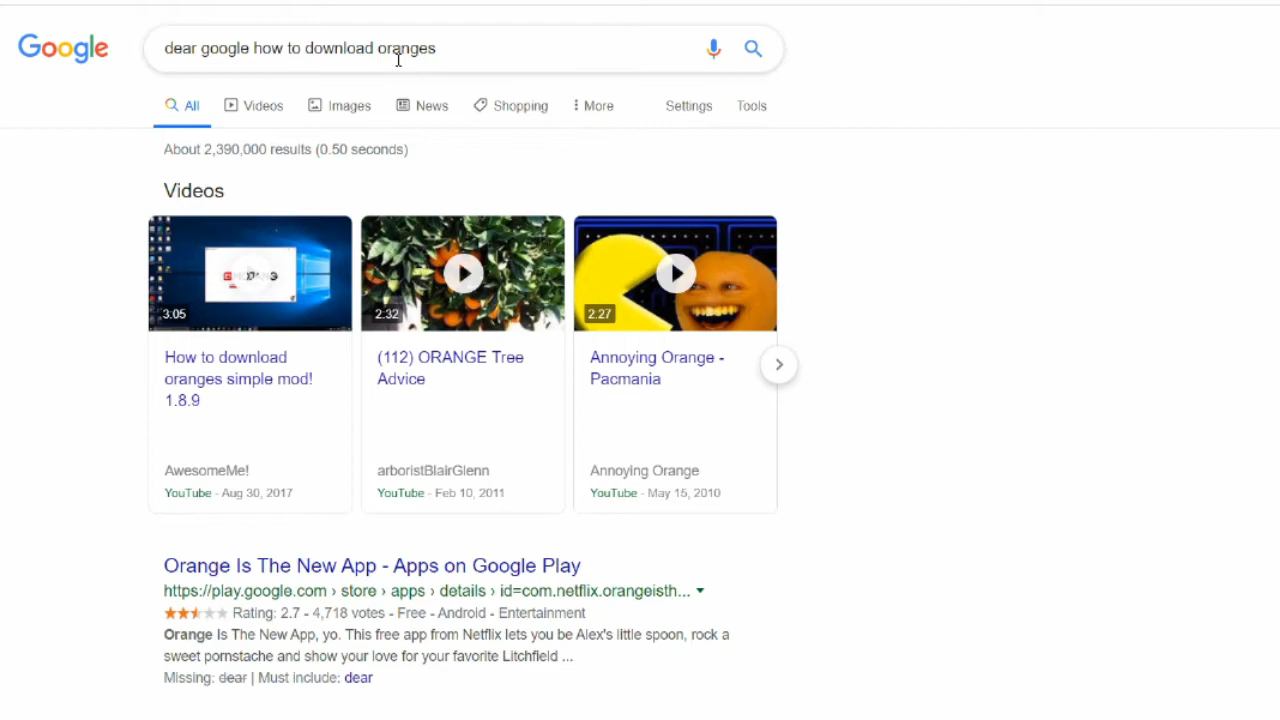 Google
dear google how to download oranges
All Videos Images News Shopping More Settings Tools
About 2,390,000 results (0.50 seconds)
Videos
3:05
2:32
2:27
How to download
oranges simple mod!
1.8.9
AwesomeMe!
YouTube - Aug 30, 2017
(112) ORANGE Tree
Advice
arboristBlairGlenn
YouTube - Feb 10, 2011
Annoying Orange -
Pacmania
Annoying Orange
YouTube - May 15, 2010
Orange Is The New App - Apps on Google Play
https://play.google.com › store › apps › details › id=com.netflix.orangeisth...
Rating: 2.7 - 4,718 votes - Free - Android - Entertainment
Orange Is The New App, yo. This free app from Netflix lets you be Alex's little spoon, rock a
sweet pornstache and show your love for your favorite Litchfield ...
Missing: dear | Must include: dear